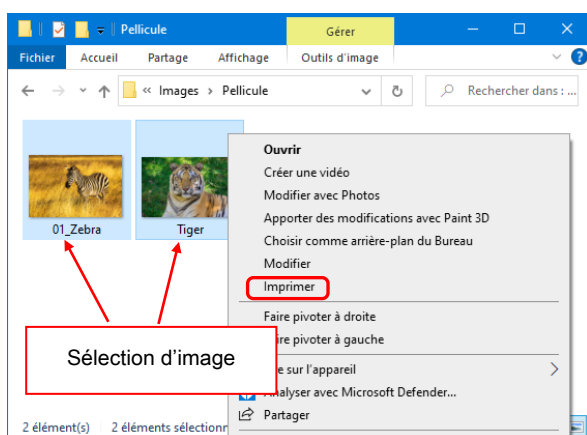 Pellicule
Gérer
Fichier Accueil Partage Affichage Outils d'image
« Images > Pellicule
Rechercher dans : ...
01_Zebra
Tiger
Ouvrir
Créer une vidéo
Modifier avec Photos
Apporter des modifications avec Paint 3D
Choisir comme arrière-plan du Bureau
Modifier
Imprimer
Faire pivoter à droite
ire pivoter à gauche
Sélection d'image
e sur l'appareil
nalyser avec Microsoft Defender...
Partager
2 élément(s) 2 éléments sélectionn